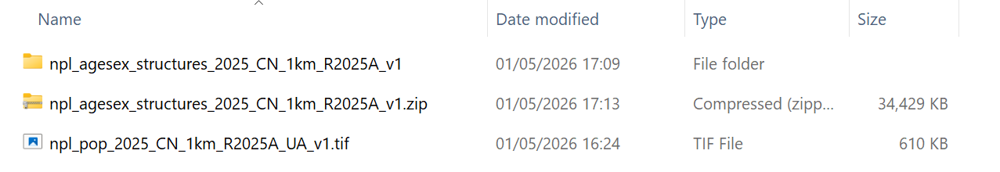 Name Date modified Type Size
npl_agesex_structures_2025_CN_1km_R2025A_v1 01/05/2026 17:09 File folder
npl_agesex_structures_2025_CN_1km_R2025A_v1.zip 01/05/2026 17:13 Compressed (zipp... 34,429 KB
npl_pop_2025_CN_1km_R2025A_UA_v1.tif 01/05/2026 16:24 TIF File 610 KB